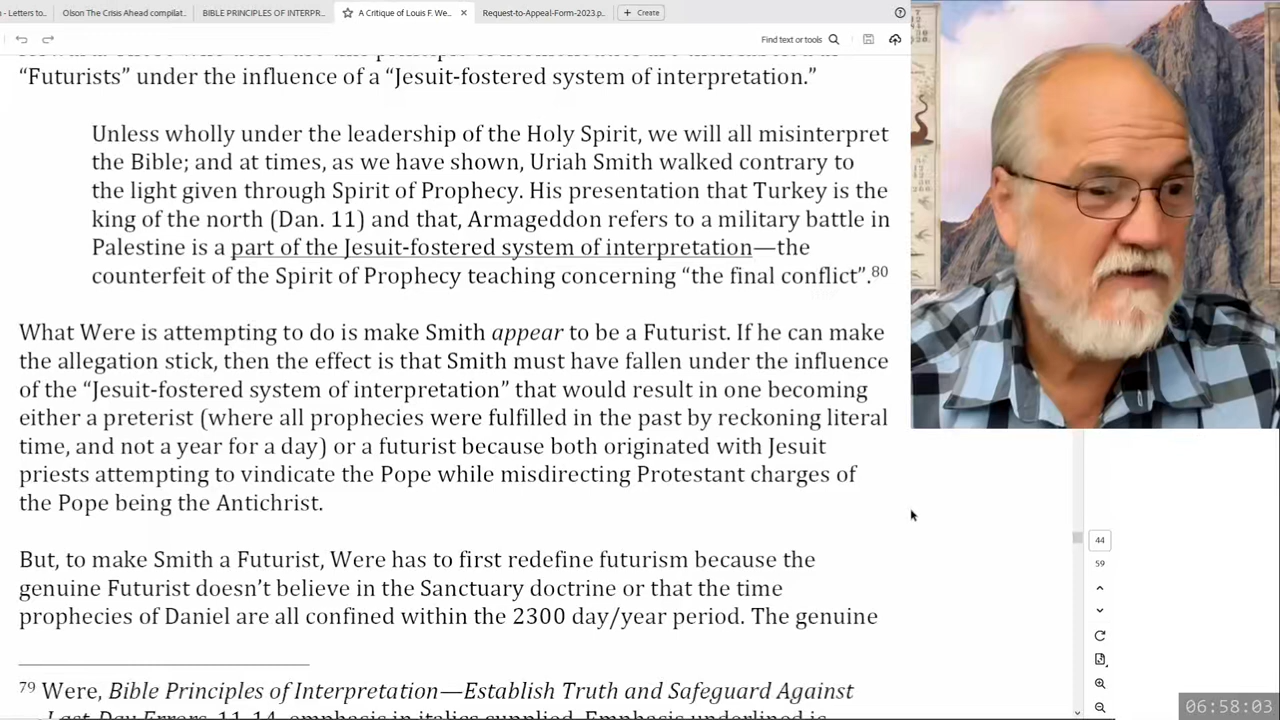 - Letters to...
Olson The Crisis Ahead compilat...
BIBLE PRINCIPLES OF INTERPR...
A Critique of Louis F. We...
Request-to-Appeal-Form-2023.p...
Create
Find text or tools
“Futurists” under the influence of a “Jesuit-fostered system of interpretation.”
Unless wholly under the leadership of the Holy Spirit, we will all misinterpret
the Bible; and at times, as we have shown, Uriah Smith walked contrary to
the light given through Spirit of Prophecy. His presentation that Turkey is the
king of the north (Dan. 11) and that, Armageddon refers to a military battle in
Palestine is a part of the Jesuit-fostered system of interpretation—the
counterfeit of the Spirit of Prophecy teaching concerning “the final conflict”.80
What Were is attempting to do is make Smith appear to be a Futurist. If he can make
the allegation stick, then the effect is that Smith must have fallen under the influence
of the “Jesuit-fostered system of interpretation” that would result in one becoming
either a preterist (where all prophecies were fulfilled in the past by reckoning literal
time, and not a year for a day) or a futurist because both originated with Jesuit
priests attempting to vindicate the Pope while misdirecting Protestant charges of
the Pope being the Antichrist.
But, to make Smith a Futurist, Were has to first redefine futurism because the
genuine Futurist doesn’t believe in the Sanctuary doctrine or that the time
prophecies of Daniel are all confined within the 2300 day/year period. The genuine
79 Were, Bible Principles of Interpretation—Establish Truth and Safeguard Against
Last-Day Errors, 11-14, emphasis in italics supplied. Emphasis underlined is
44
59
06:58:03